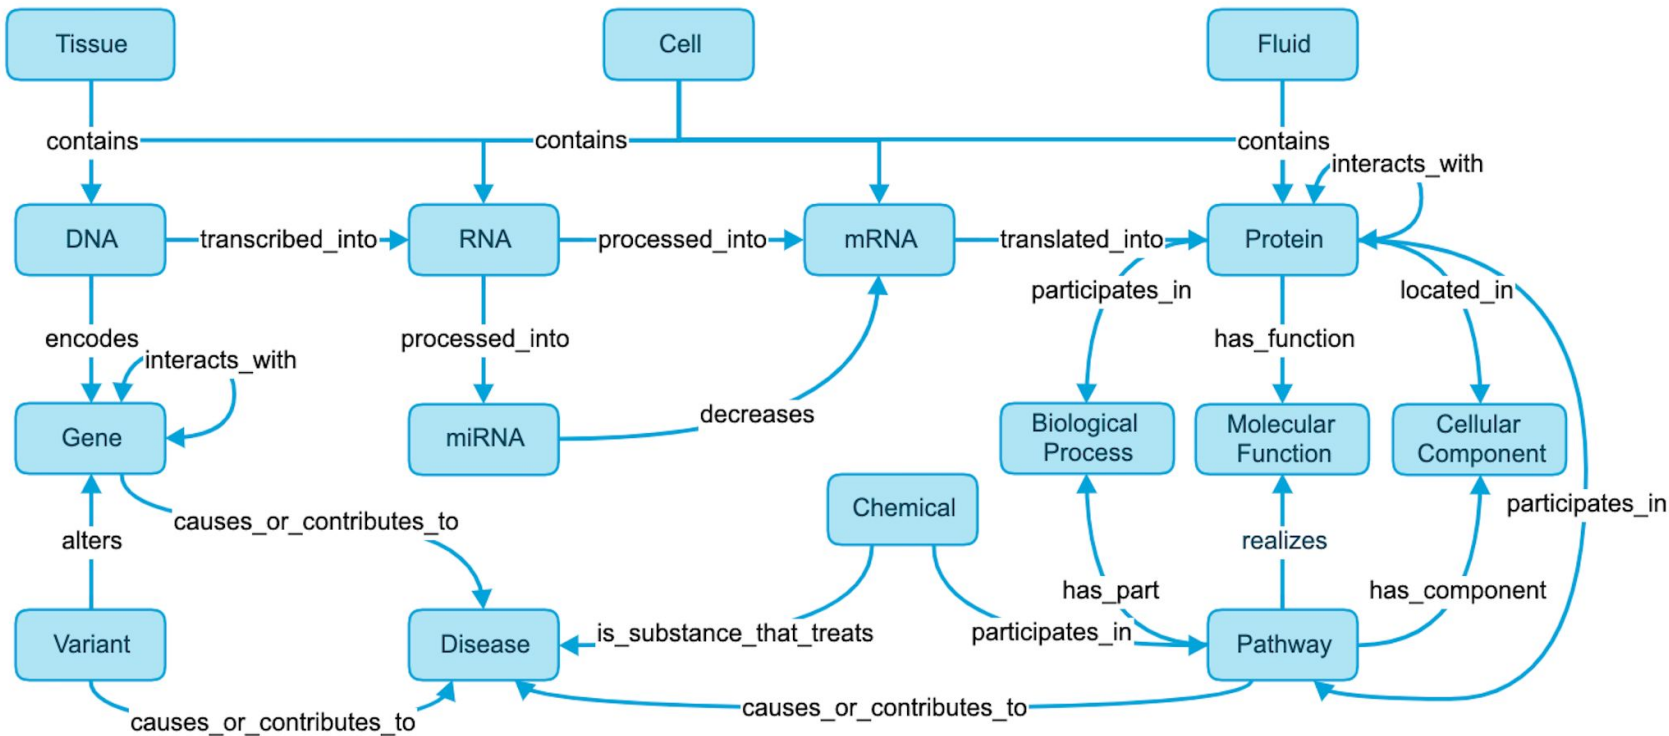 Tissue
Cell
Fluid
contains
contains
contains
interacts_with
DNA
transcribed_into
RNA
processed_into
mRNA
translated_into
Protein
participates_in
located_in
encodes
processed_into
has_function
interacts_with
decreases
Gene
miRNA
Biological
Process
Molecular
Function
Cellular
Component
Chemical
participates_in
causes_or_contributes_to
alters
realizes
has_part
has_component
is_substance_that_treats
participates_in
Variant
Disease
Pathway
causes_or_contributes_to
causes_or_contributes_to